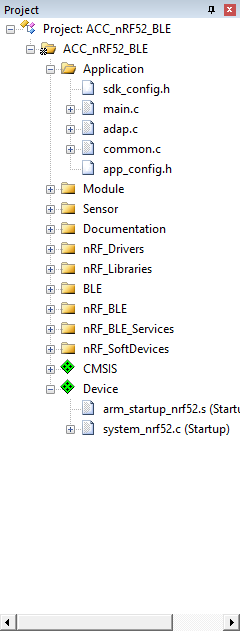 Project
Project: ACC_nRF52_BLE
ACC_nRF52_BLE
Application
sdk_config.h
main.c
adap.c
common.c
app_config.h
Module
Sensor
Documentation
nRF_Drivers
nRF_Libraries
BLE
nRF_BLE
nRF_BLE_Services
nRF_SoftDevices
CMSIS
Device
arm_startup_nrf52.s (Startu
system_nrf52.c (Startup)